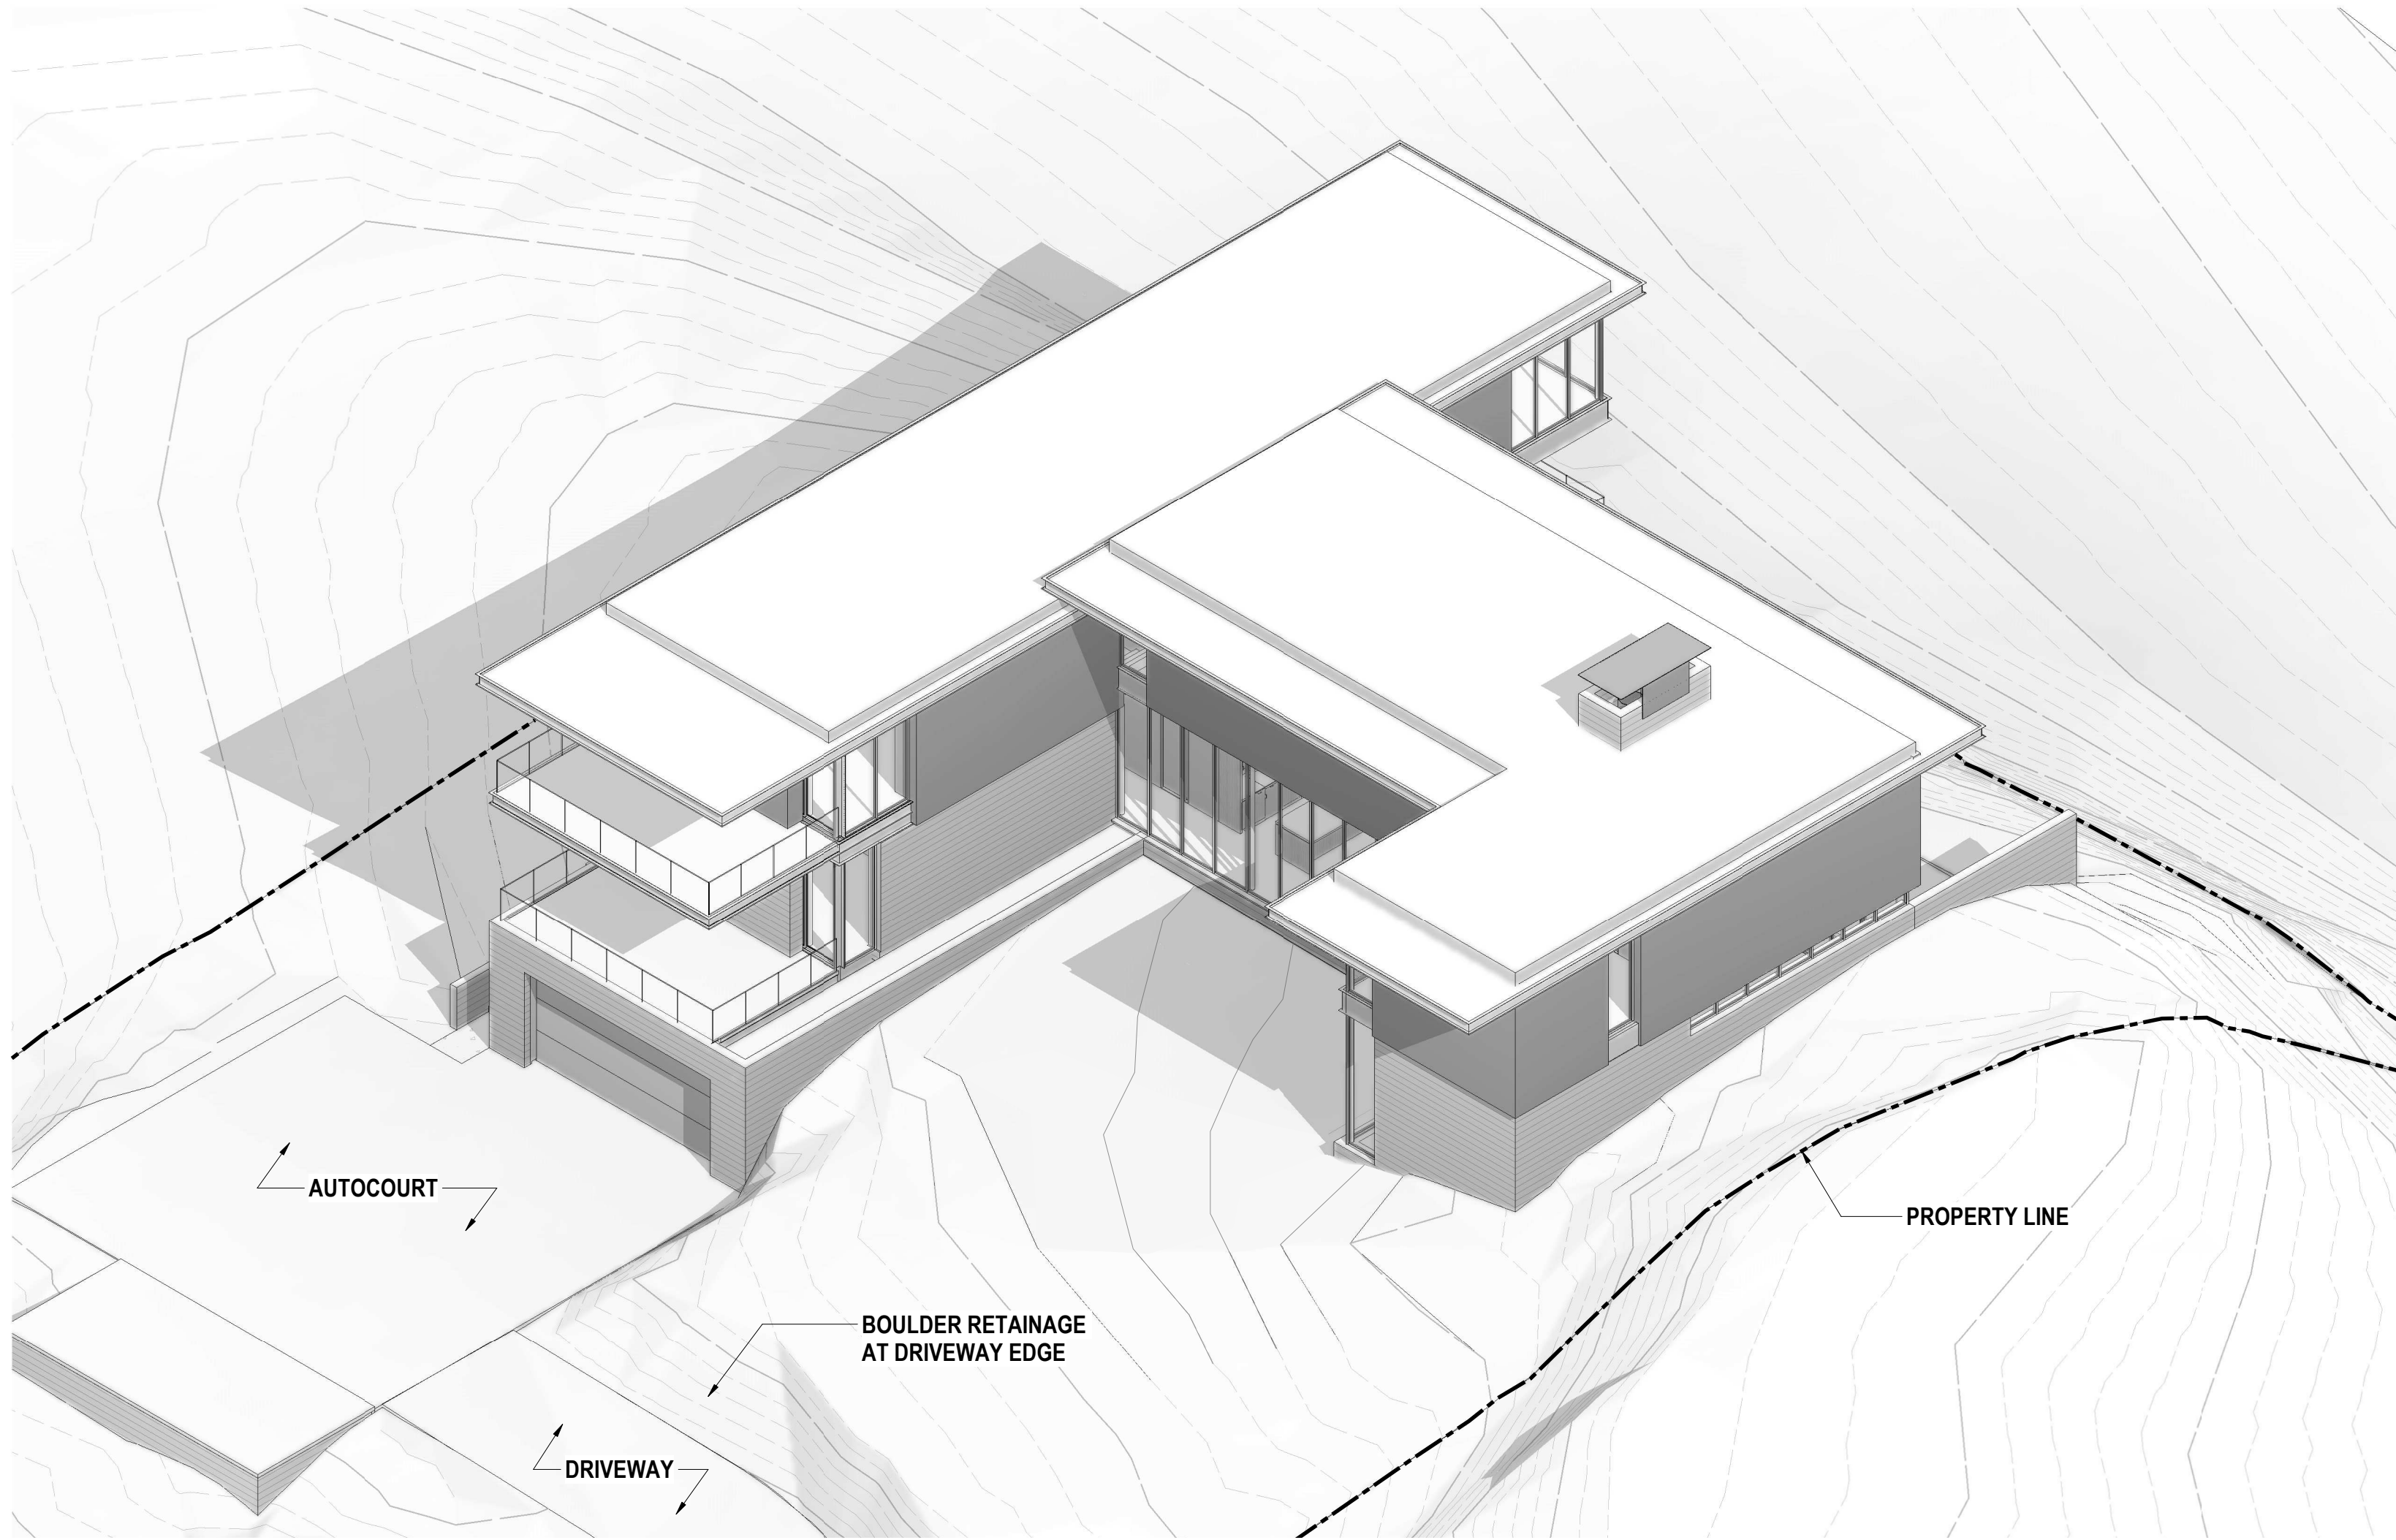 AUTOCOURT
PROPERTY LINE
BOULDER RETAINAGE
AT DRIVEWAY EDGE
DRIVEWAY